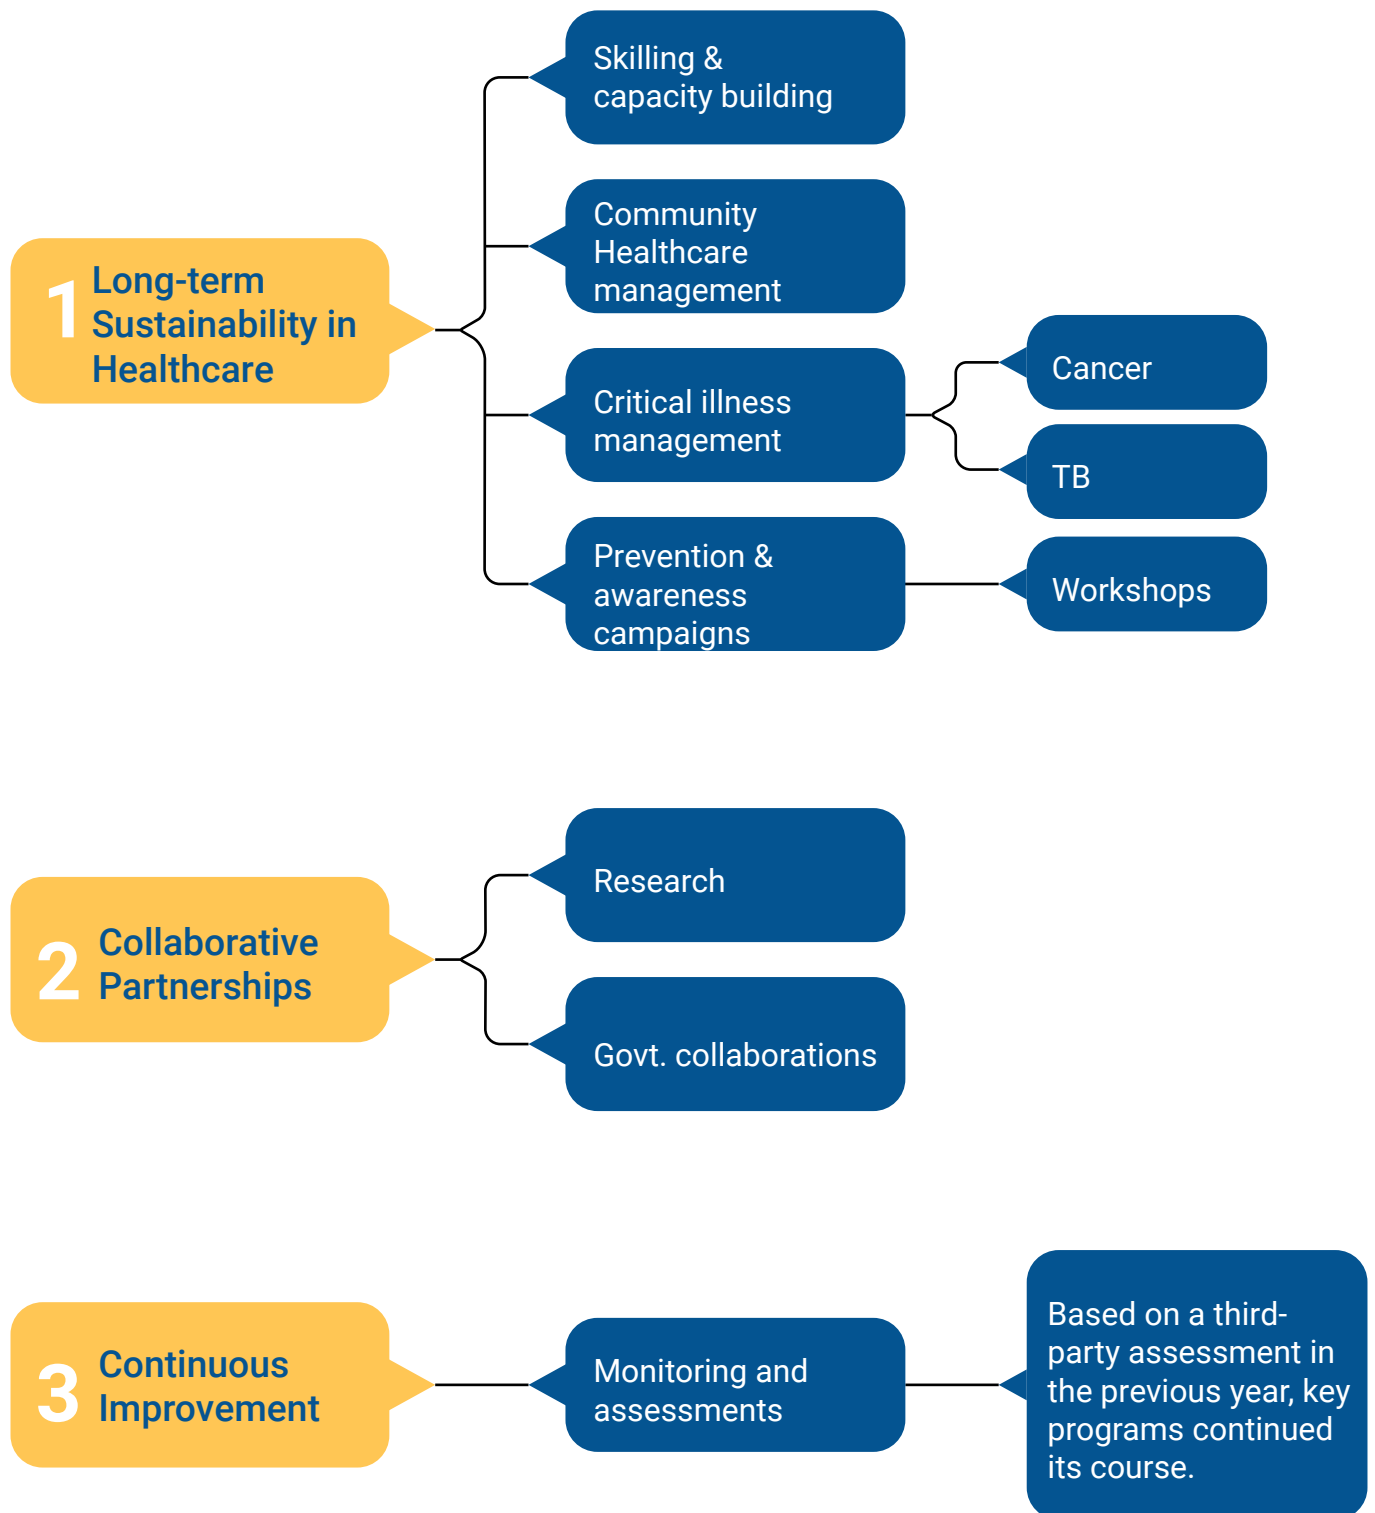 1
Long-term
Sustainability in
Healthcare
Skilling &
capacity building
Community
Healthcare
management
Critical illness
management
Cancer
TB
Prevention &
awareness
campaigns
Workshops
2
Collaborative
Partnerships
Research
Govt. collaborations
3
Continuous
Improvement
Monitoring and
assessments
Based on a third-
party assessment in
the previous year, key
programs continued
its course.